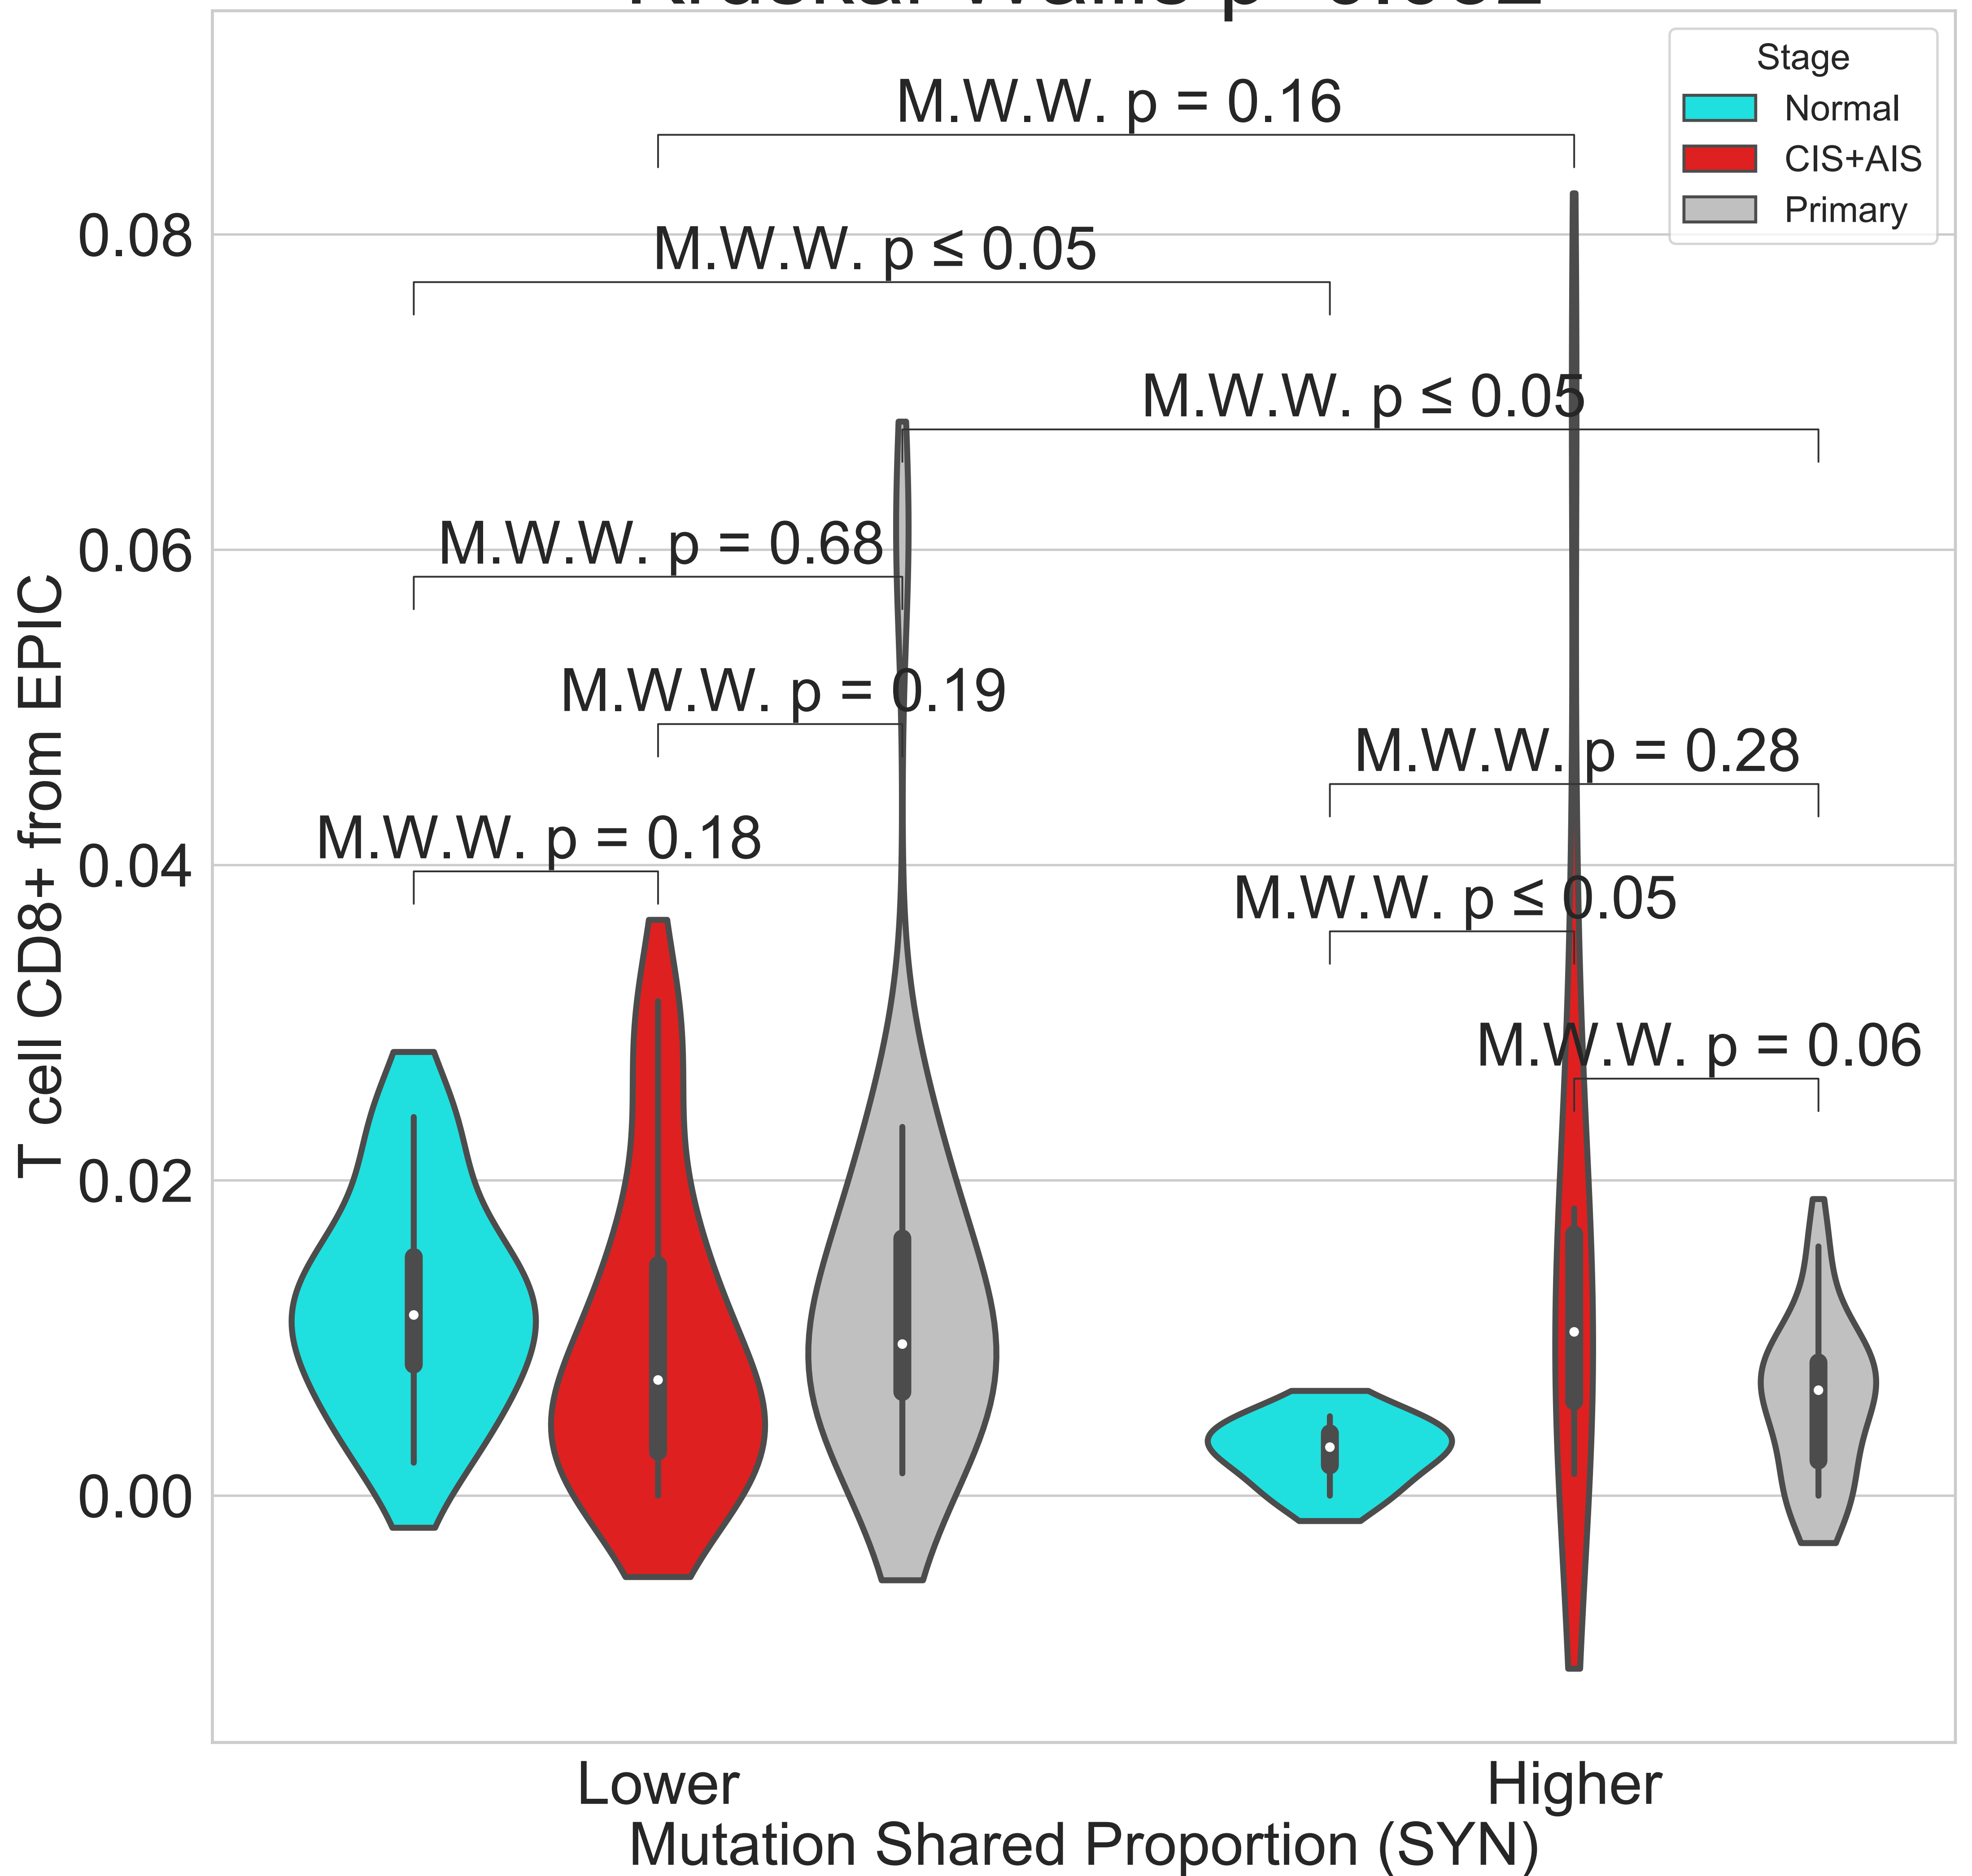 Stage
Normal
CIS+AIS
Primary
M.W.W. p = 0.16
M.W.W. p ≤ 0.05
M.W.W. p ≤ 0.05
M.W.W. p = 0.68
M.W.W. p = 0.19
M.W.W. p = 0.28
M.W.W. p = 0.18
M.W.W. p ≤ 0.05
M.W.W. p = 0.06
0.08
0.06
0.04
0.02
0.00
T cell CD8+ from EPIC
Lower
Higher
Mutation Shared Proportion (SYN)